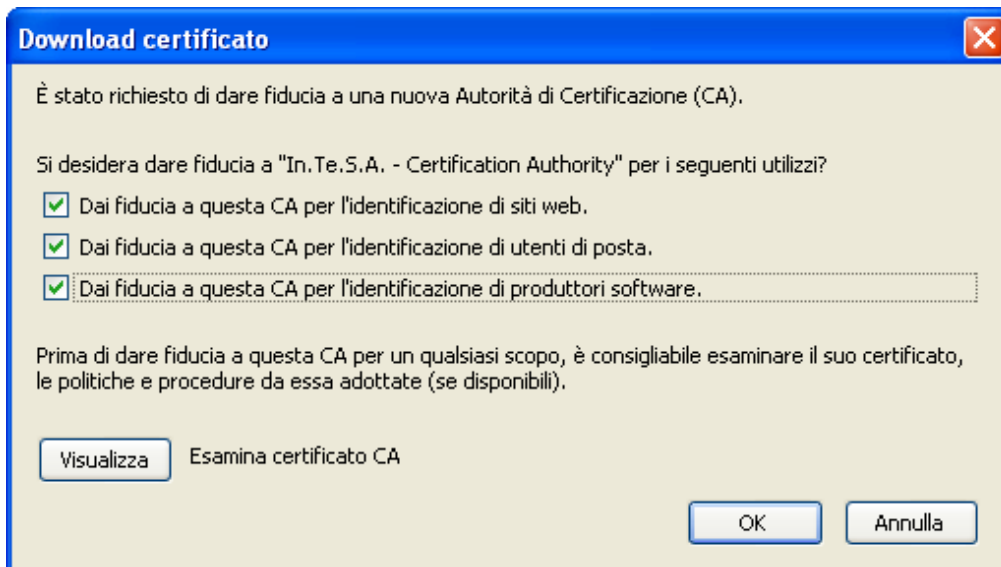 Download certificato
È stato richiesto di dare fiducia a una nuova Autorità di Certificazione (CA).
Si desidera dare fiducia a "In.Te.S.A. - Certification Authority" per i seguenti utilizzi?
Dai fiducia a questa CA per l'identificazione di siti web.
Dai fiducia a questa CA per l'identificazione di utenti di posta.
Dai fiducia a questa CA per l'identificazione di produttori software.
Prima di dare fiducia a questa CA per un qualsiasi scopo, è consigliabile esaminare il suo certificato,
le politiche e procedure da essa adottate (se disponibili).
Visualizza Esamina certificato CA
OK Annulla